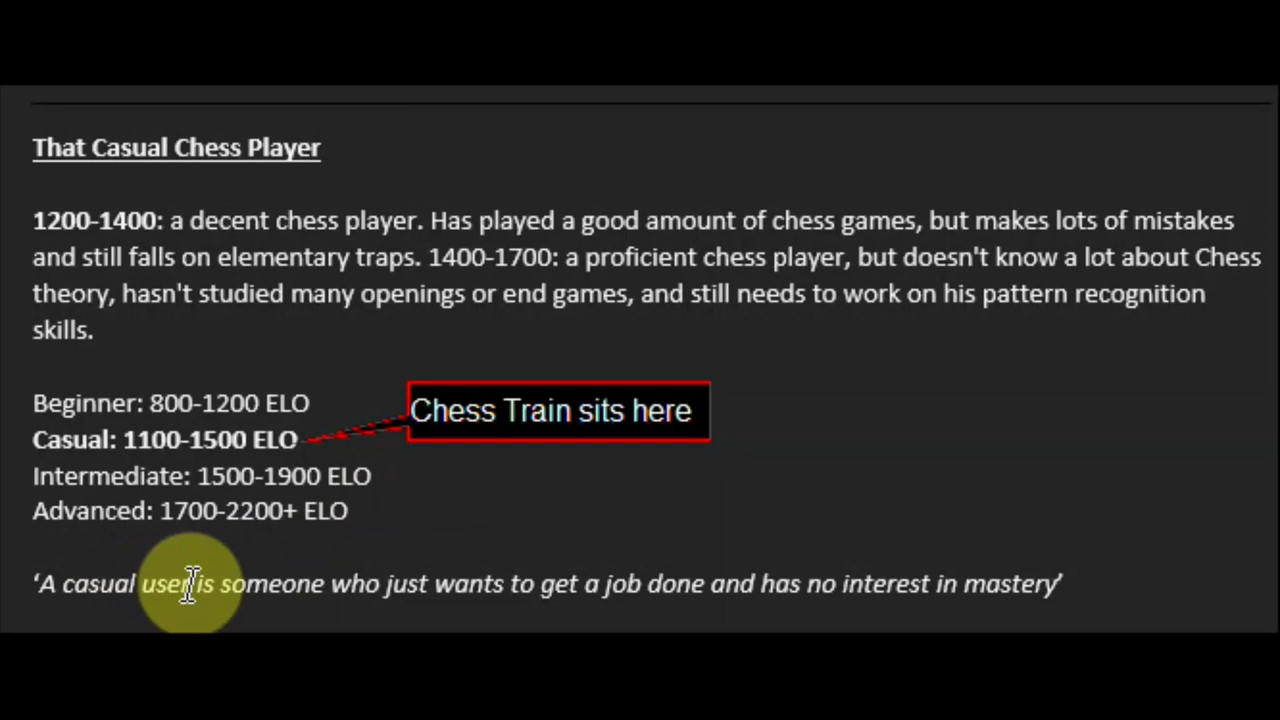 That Casual Chess Player
1200-1400: a decent chess player. Has played a good amount of chess games, but makes lots of mistakes
and still falls on elementary traps. 1400-1700: a proficient chess player, but doesn't know a lot about Chess
theory, hasn't studied many openings or end games, and still needs to work on his pattern recognition
skills.
Beginner: 800-1200 ELO
Casual: 1100-1500 ELO
Chess Train sits here
Intermediate: 1500-1900 ELO
Advanced: 1700-2200+ ELO
‘A casual user is someone who just wants to get a job done and has no interest in mastery’